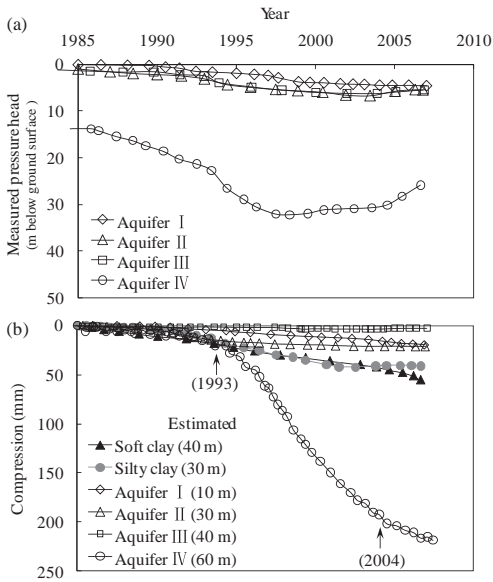 Year
(a)
1985 1990 1995 2000 2005 2010
0
10
20
30
40
50
Measured pressure head
(m below ground surface )
Aquifer Ⅰ
Aquifer Ⅱ
Aquifer Ⅲ
Aquifer Ⅳ
(b)
0
50
100
150
200
250
Compression (mm)
(1993)
Estimated
Soft clay (40 m)
Silty clay (30 m)
Aquifer Ⅰ (10 m)
Aquifer Ⅱ (30 m)
Aquifer Ⅲ (40 m)
Aquifer Ⅳ (60 m)
(2004)